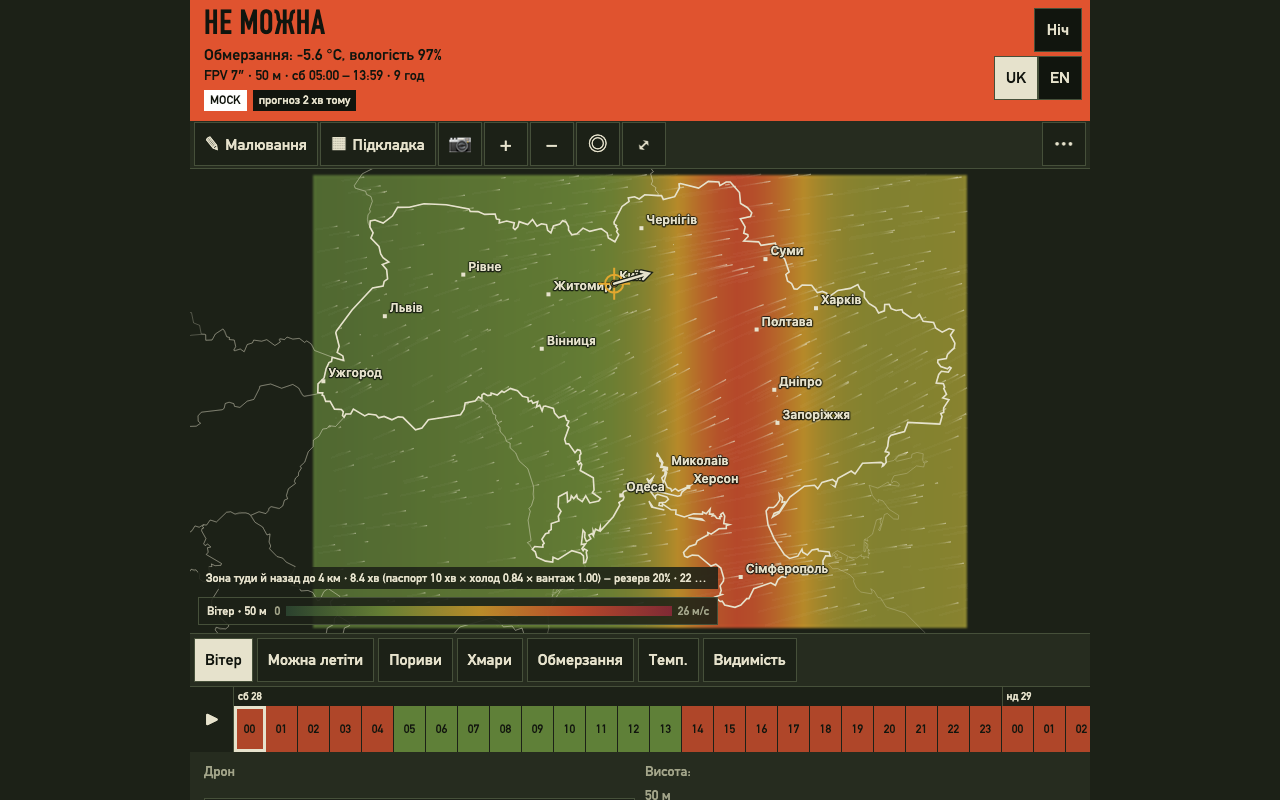 НЕ МОЖНА
Обмерзання: -5.6 °C, вологість 97%
FPV 7″ · 50 м · сб 05:00 – 13:59 · 9 год
МОСК прогноз 2 хв тому
Ніч
UK EN
Малювання Підкладка + − ···
Чернігів
Суми
Рівне
Житомир
Харків
Львів
Полтава
Вінниця
Ужгород
Дніпро
Запоріжжя
Миколаїв
Херсон
Одеса
Сімферополь
Зона туди й назад до 4 км · 8.4 хв (паспорт 10 хв × холод 0.84 × вантаж 1.00) – резерв 20% · 22 ...
Вітер · 50 м 0 26 м/с
Вітер Можна летіти Пориви Хмари Обмерзання Темп. Видимість
сб 28 нд 29
00 01 02 03 04 05 06 07 08 09 10 11 12 13 14 15 16 17 18 19 20 21 22 23 00 01 02
Дрон Висота:
50 м